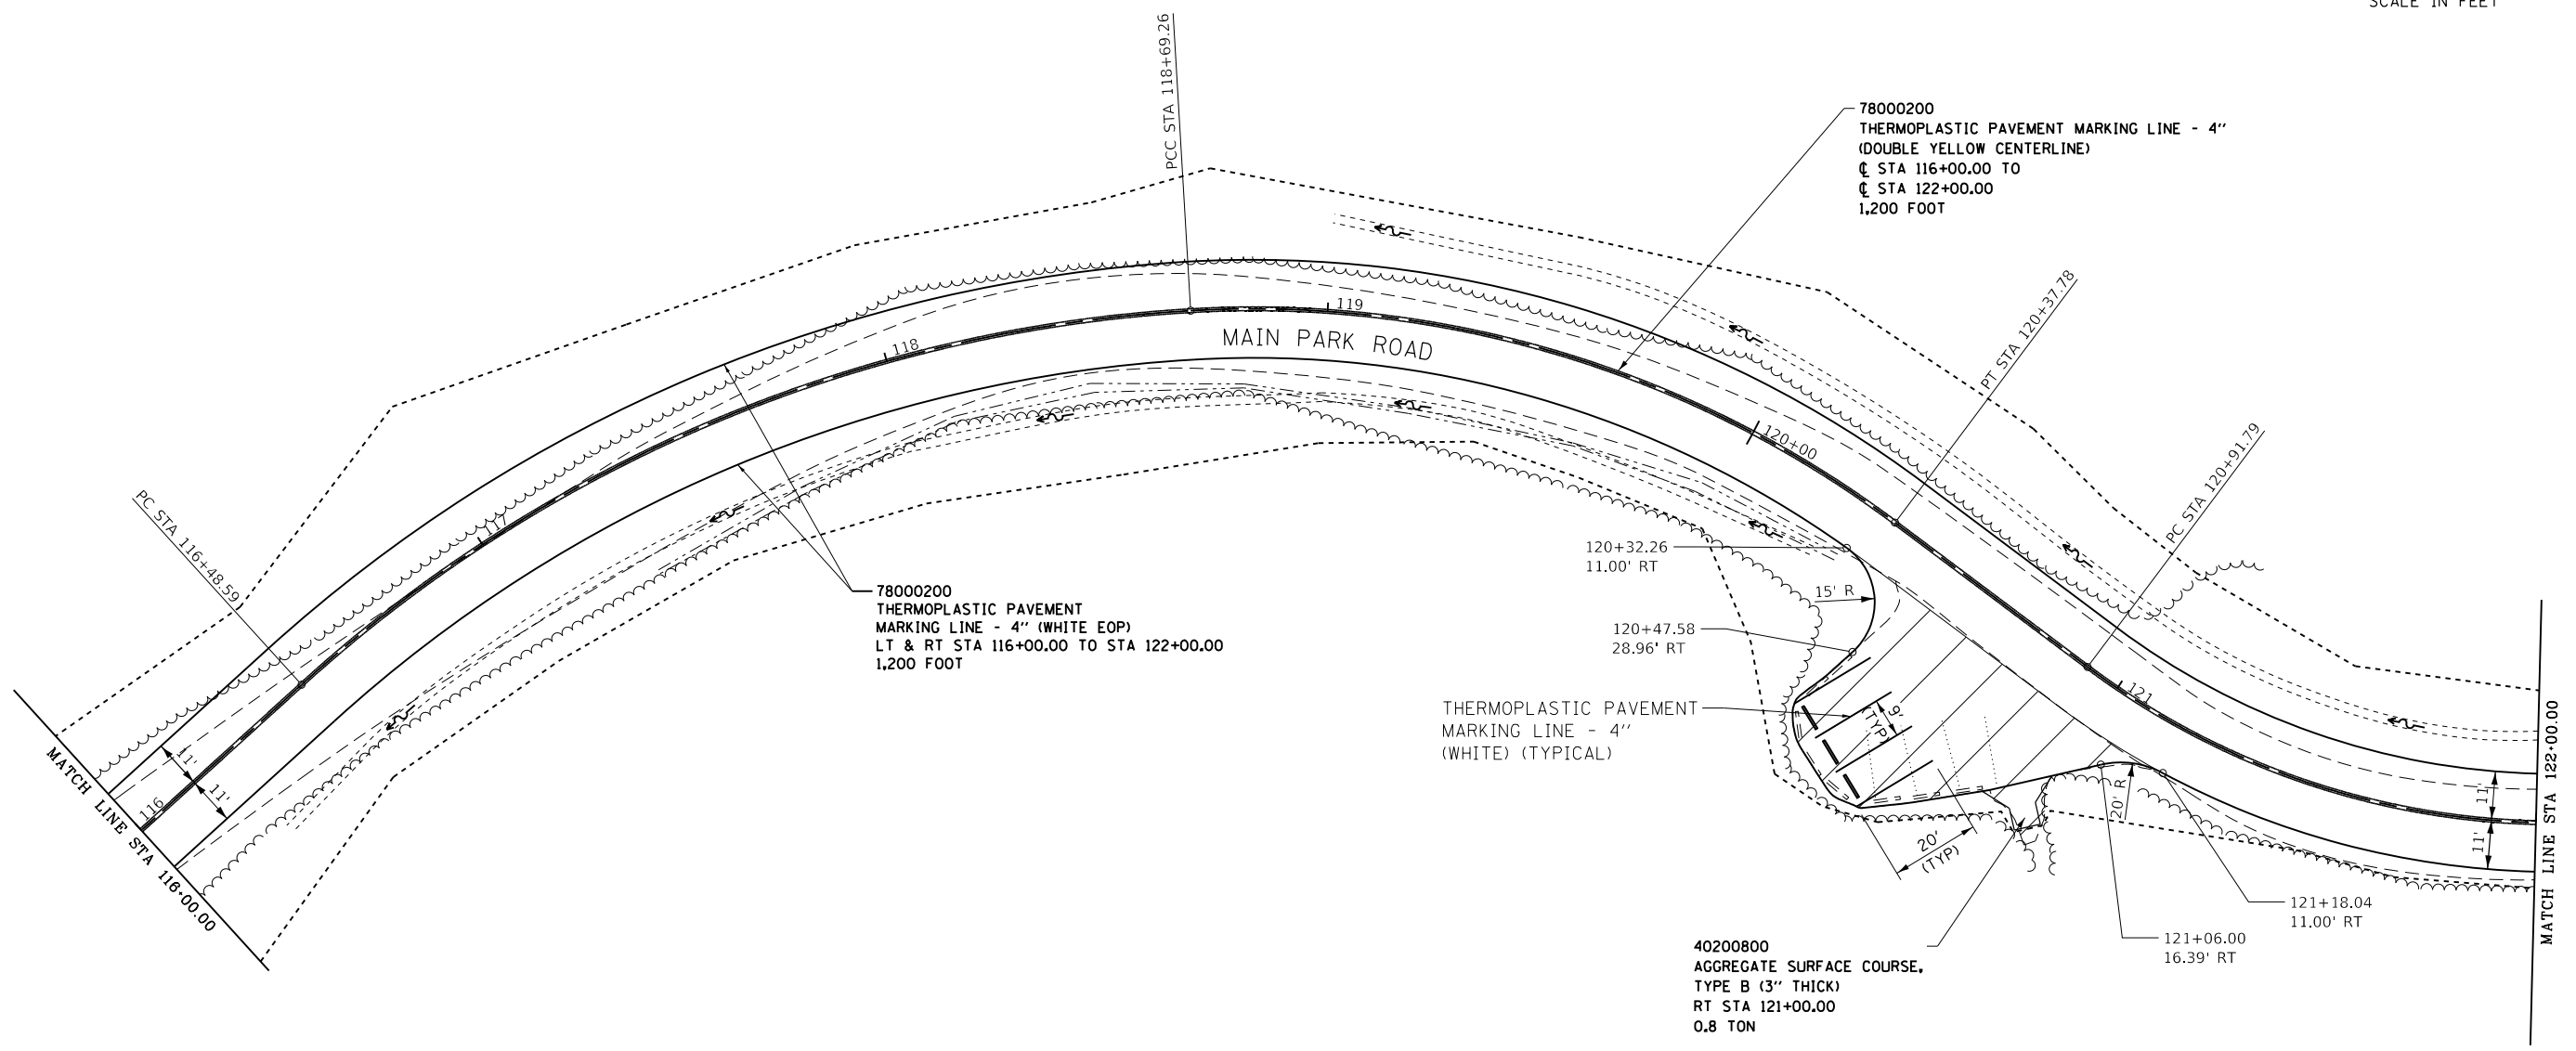 SCALE IN FEET
PCC STA 118+69.26
78000200
THERMOPLASTIC PAVEMENT MARKING LINE - 4"
(DOUBLE YELLOW CENTERLINE)
℄ STA 116+00.00 TO
℄ STA 122+00.00
1,200 FOOT
PT STA 120+37.78
PC STA 120+91.79
119
MAIN PARK ROAD
118
120+00
117
PC STA 116+48.59
120+32.26
11.00' RT
15' R
78000200
THERMOPLASTIC PAVEMENT
MARKING LINE - 4" (WHITE EOP)
LT & RT STA 116+00.00 TO STA 122+00.00
1,200 FOOT
120+47.58
28.96' RT
121
THERMOPLASTIC PAVEMENT
MARKING LINE - 4"
(WHITE) (TYPICAL)
9'
(TYP)
11'
11'
116
MATCH LINE STA 116+00.00
20' R
11'
11'
MATCH LINE STA 122+00.00
20'
(TYP)
121+18.04
11.00' RT
121+06.00
16.39' RT
40200800
AGGREGATE SURFACE COURSE,
TYPE B (3" THICK)
RT STA 121+00.00
0.8 TON